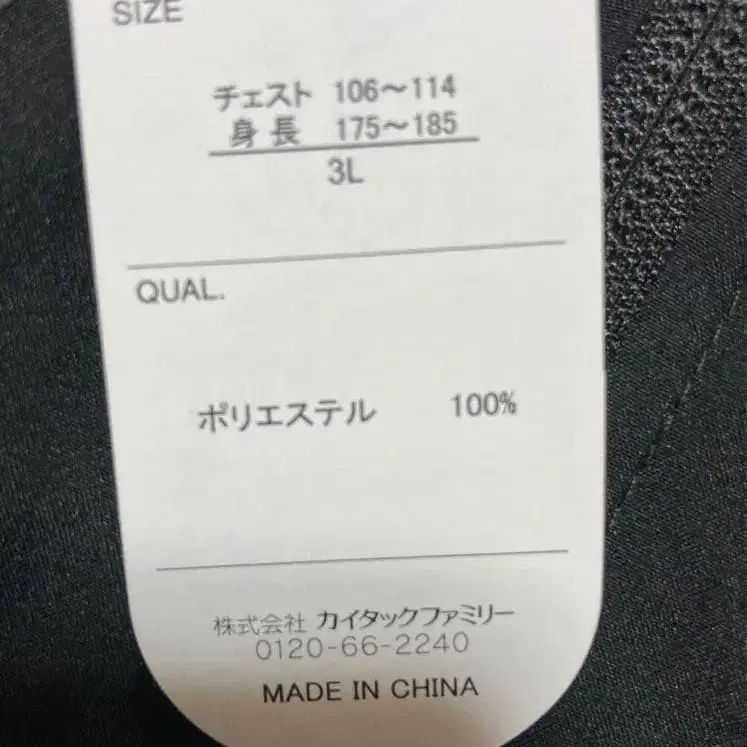 SIZE
チェスト 106～114
身長 175～185
3L
QUAL.
ポリエステル 100%
株式会社 カイタックファミリー
0120-66-2240
MADE IN CHINA